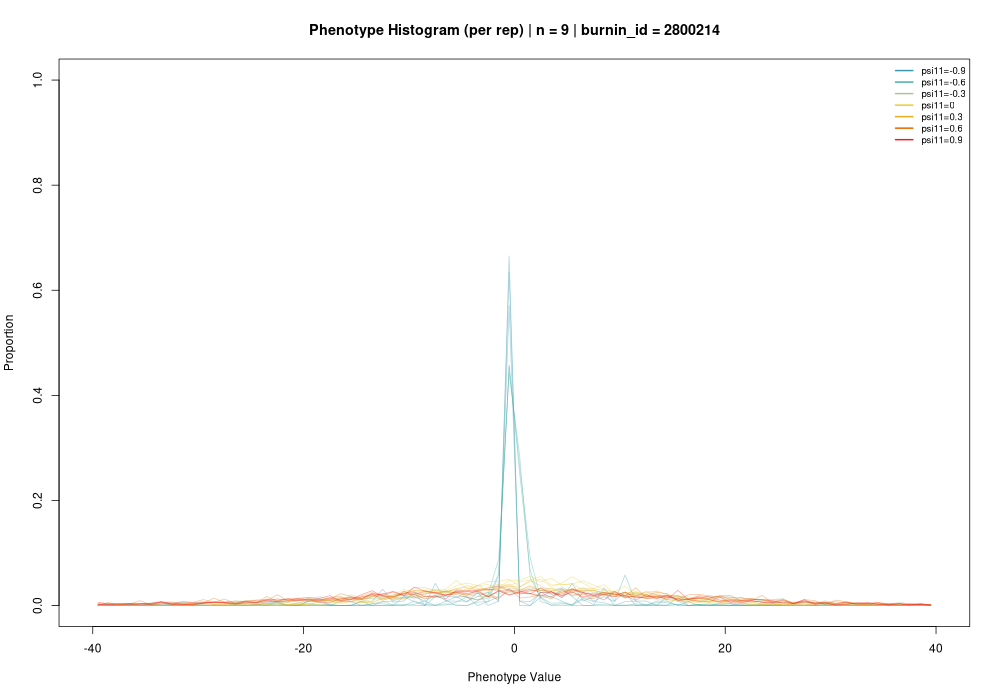 Phenotype Histogram (per rep) | n = 9 | burnin_id = 2800214
psi11=-0.9
psi11=-0.6
psi11=-0.3
psi11=0
psi11=0.3
psi11=0.6
psi11=0.9
Proportion
1.0
0.8
0.6
0.4
0.2
0.0
-40
-20
0
20
40
Phenotype Value